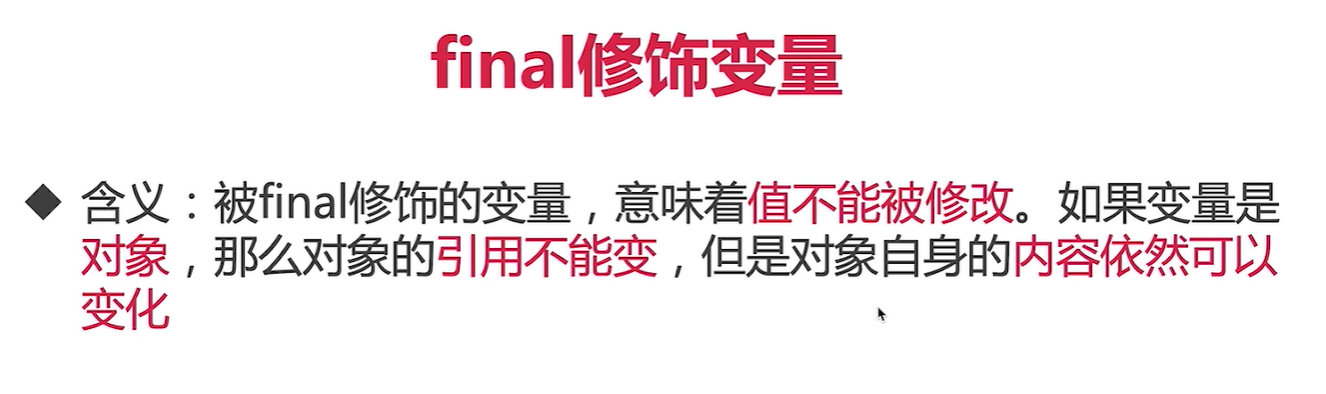 final修饰变量
◆ 含义：被final修饰的变量，意味着值不能被修改。如果变量是
对象，那么对象的引用不能变，但是对象自身的内容依然可以
变化